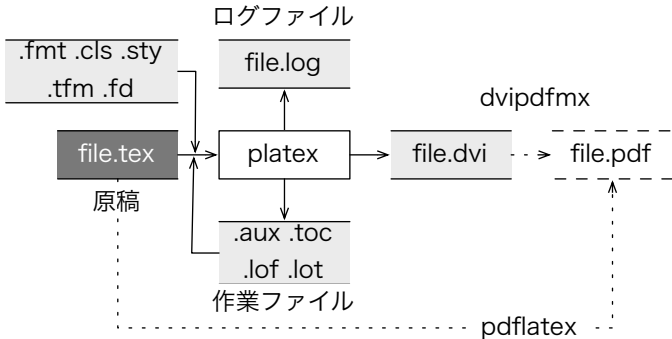 ログファイル
.fmt .cls .sty
.tfm .fd
file.log
dvipdfmx
file.tex
platex
file.dvi
file.pdf
原稿
.aux .toc
.lof .lot
作業ファイル
pdflatex